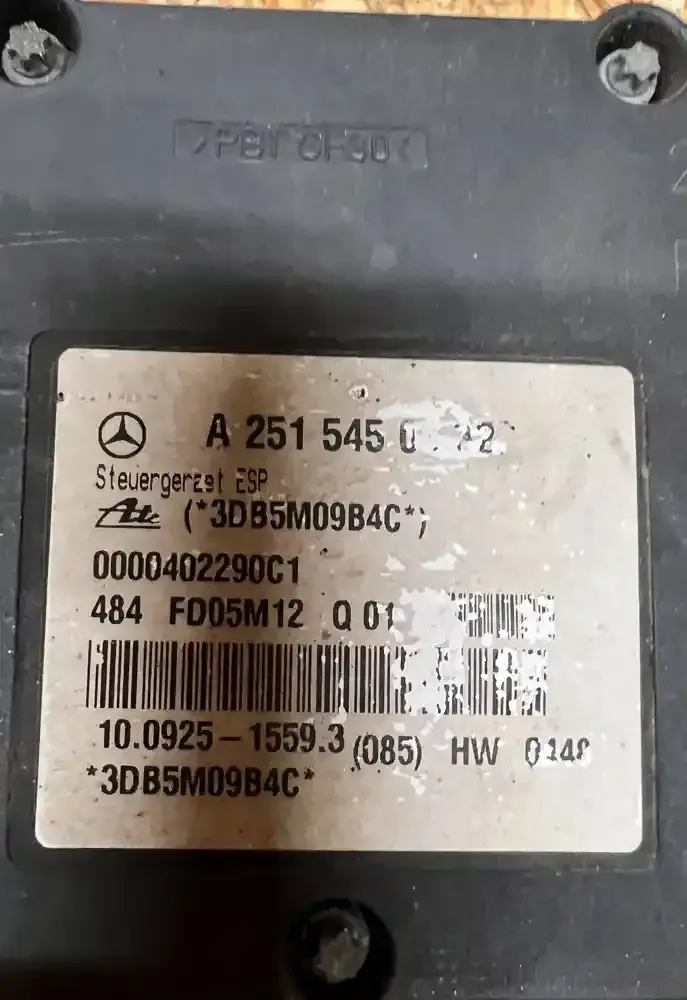 >PBT GF30<
A 251 545
Steuergeraet ESP
Ate (*3DB5M09B4C*)
0000402290C1
484 FD05M12 Q 01
10.0925-1559.3 (085) HW
*3DB5M09B4C*